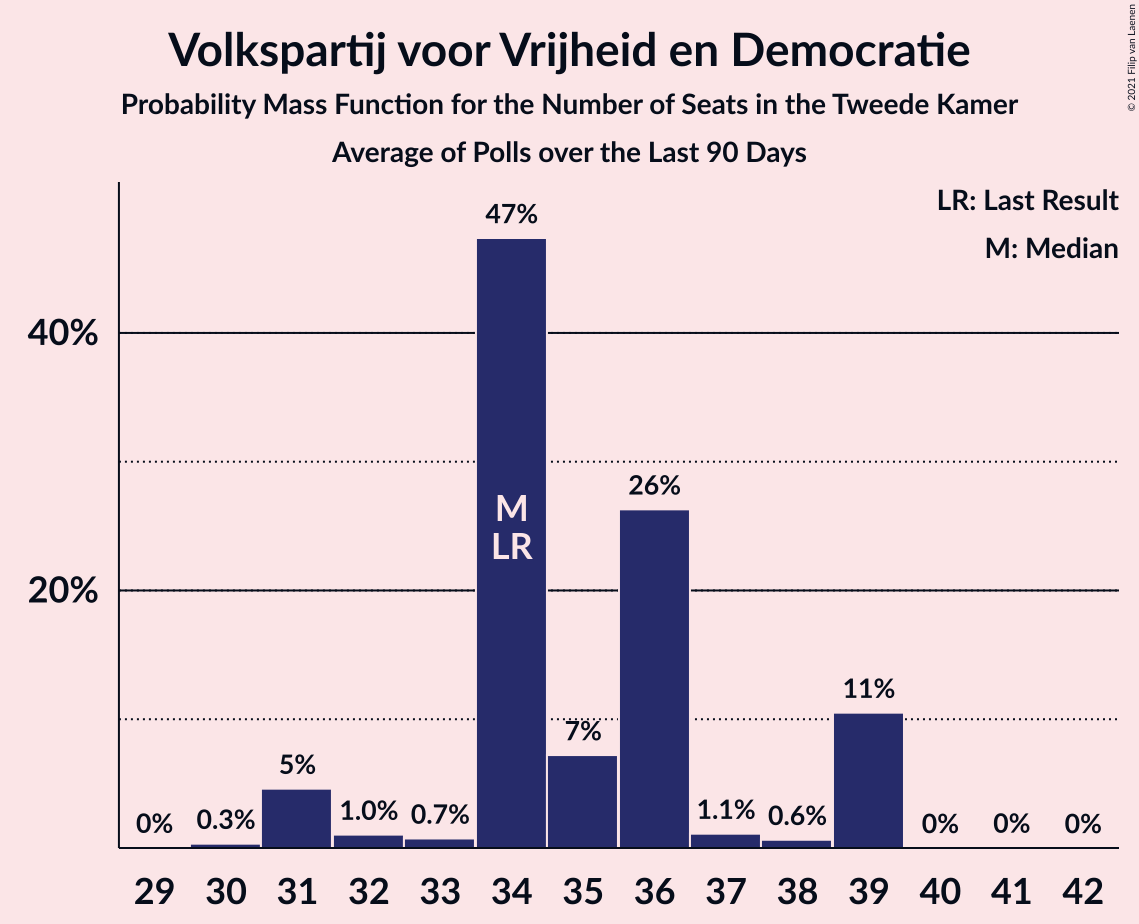 Volkspartij voor Vrijheid en Democratie
Probability Mass Function for the Number of Seats in the Tweede Kamer
Average of Polls over the Last 90 Days
© 2021 Filip van Laenen
LR: Last Result
M: Median
40%
20%
0%
0.3%
5%
1.0%
0.7%
47%
M
LR
7%
26%
1.1%
0.6%
11%
0%
0%
0%
29 30 31 32 33 34 35 36 37 38 39 40 41 42